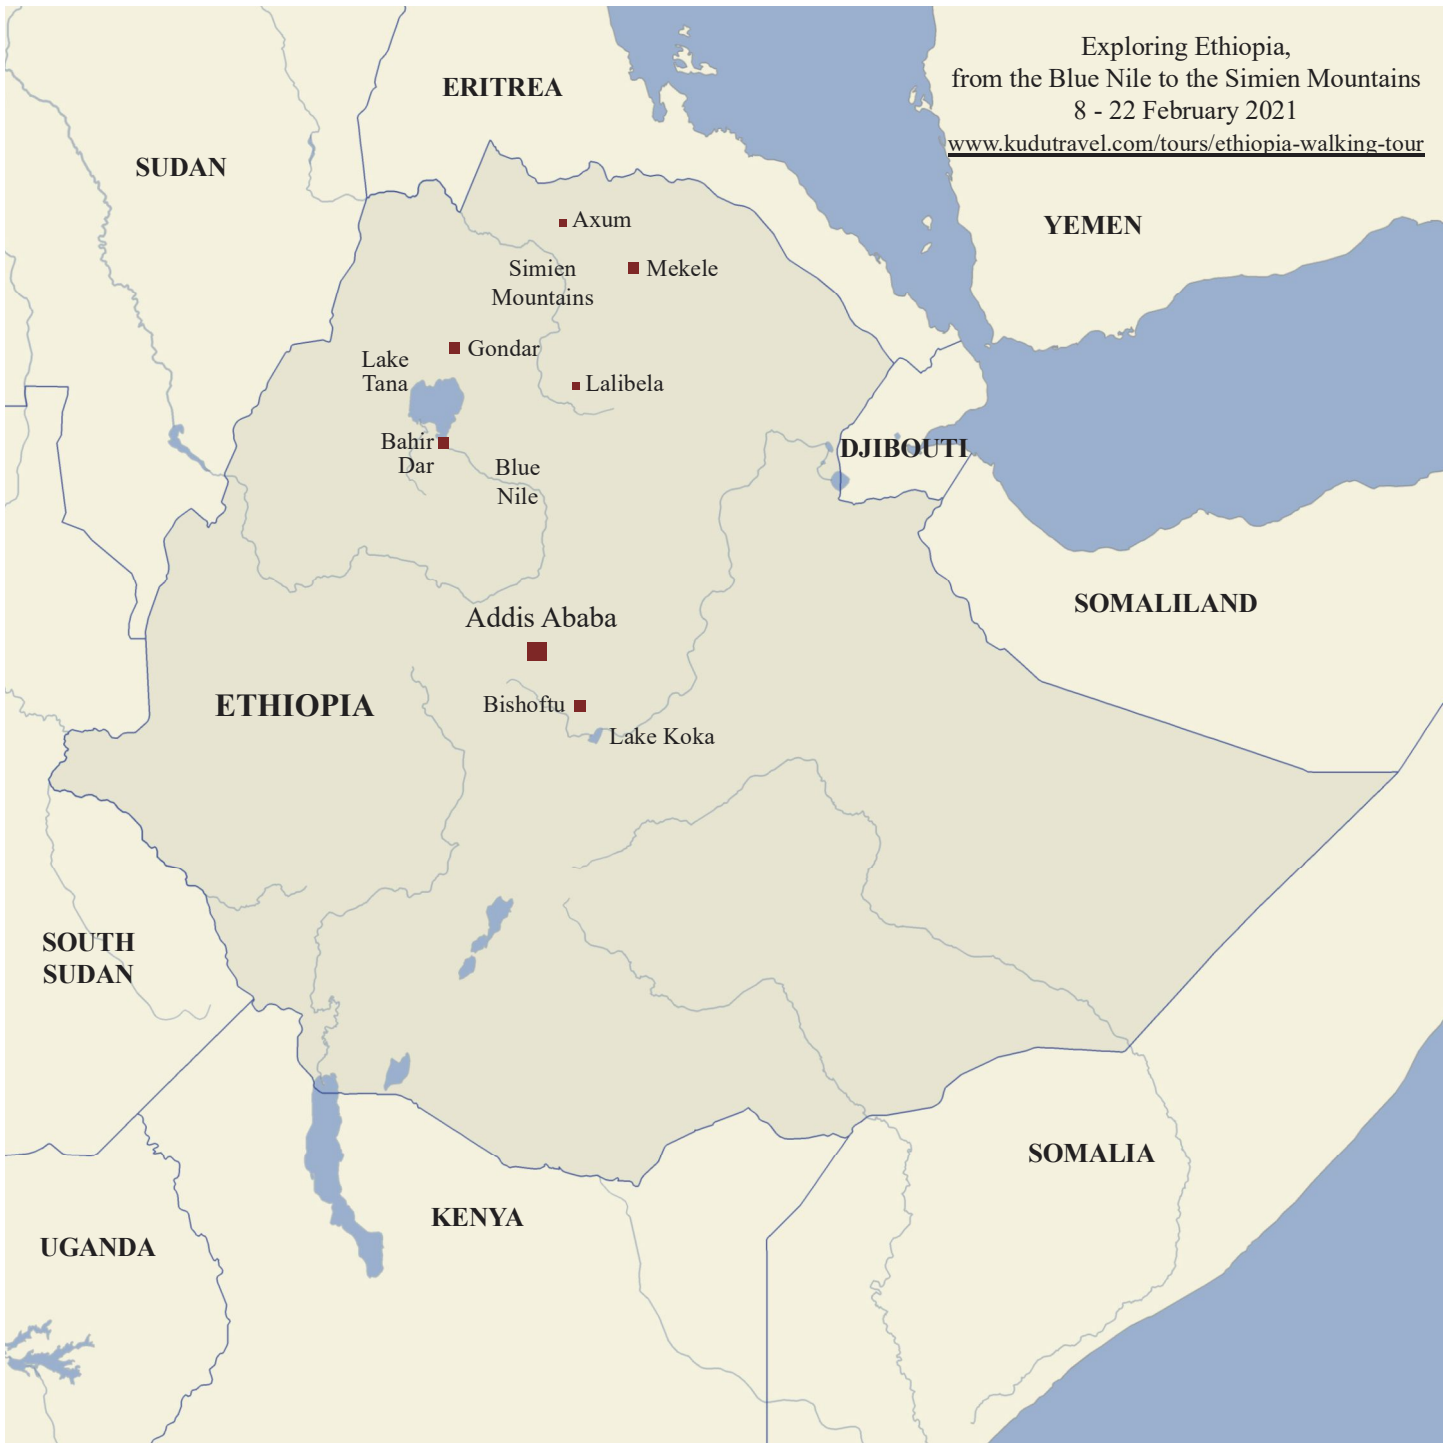 Exploring Ethiopia,
from the Blue Nile to the Simien Mountains
8 - 22 February 2021
www.kudutravel.com/tours/ethiopia-walking-tour
ERITREA
SUDAN
YEMEN
Axum
Simien
Mountains
Mekele
Gondar
Lake
Tana
Lalibela
Bahir
Dar
Blue
Nile
DJIBOUTI
SOMALILAND
Addis Ababa
ETHIOPIA
Bishoftu
Lake Koka
SOUTH
SUDAN
SOMALIA
KENYA
UGANDA